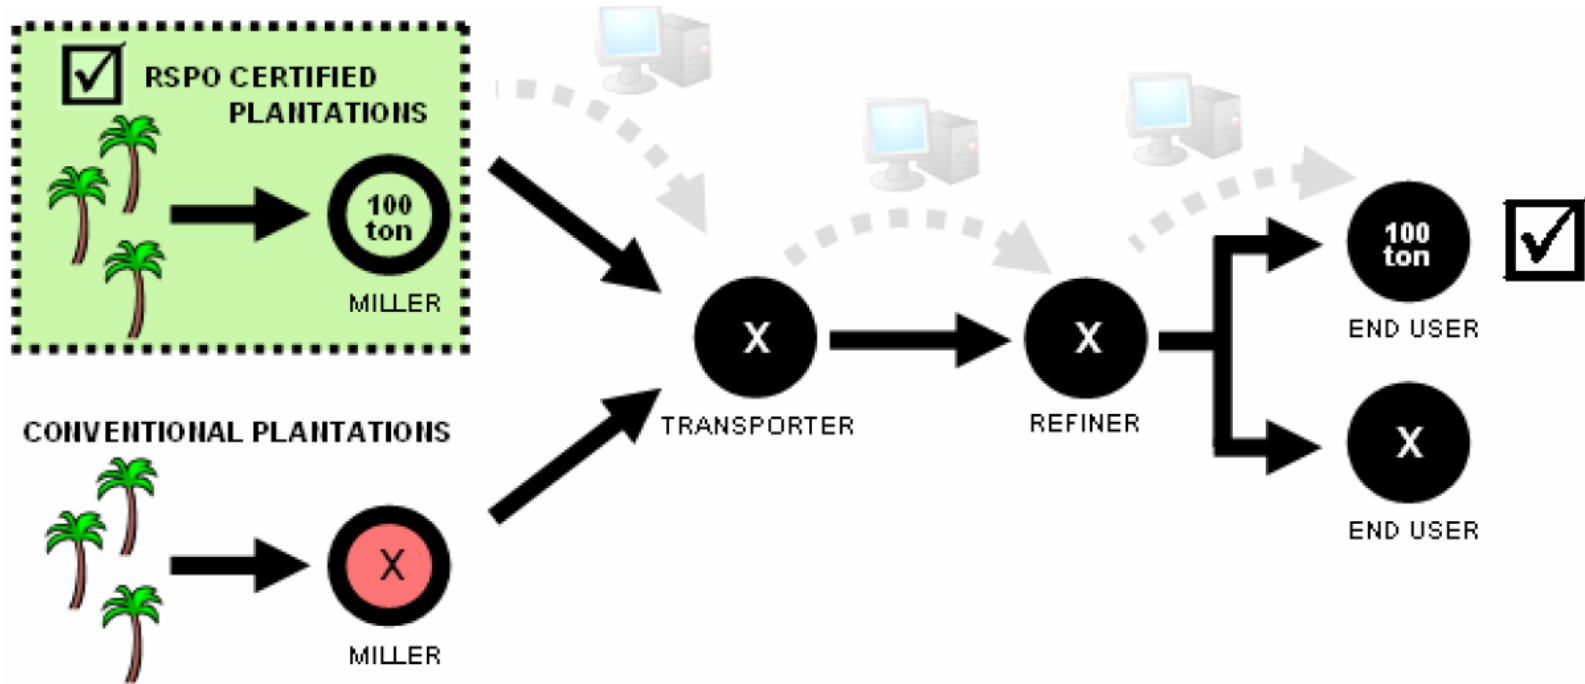 RSPO CERTIFIED
PLANTATIONS
100
ton
MILLER
CONVENTIONAL PLANTATIONS
X
MILLER
X
TRANSPORTER
X
REFINER
100
ton
END USER
X
END USER